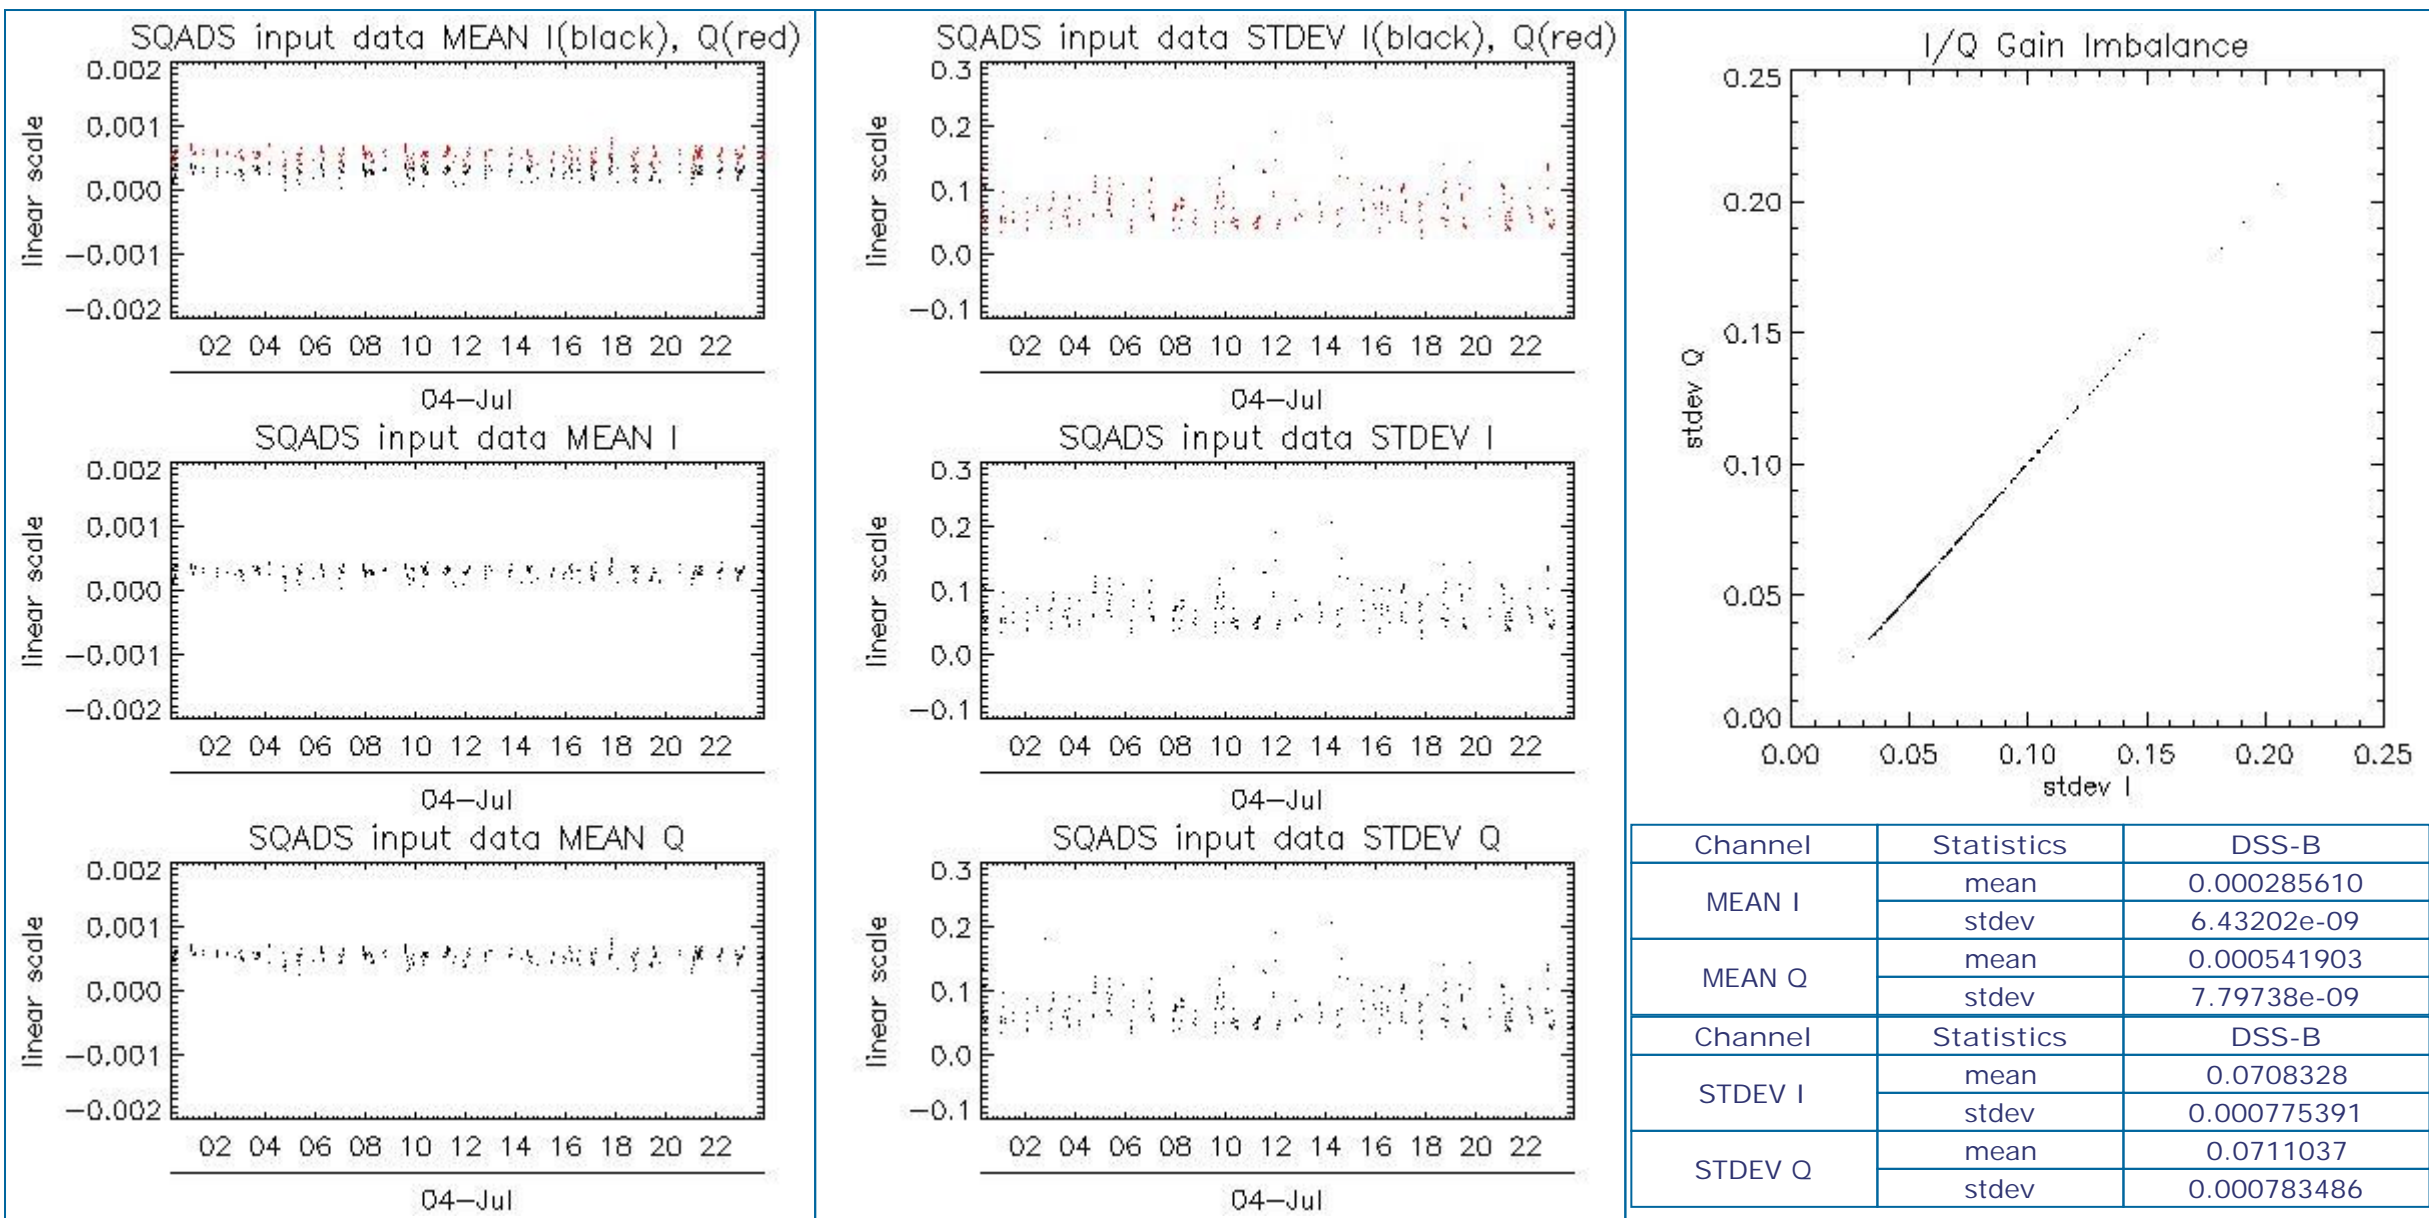 SQADS input data MEAN I(black), Q(red)
0.002
0.001
0.000
−0.001
−0.002
linear scale
02 04 06 08 10 12 14 16 18 20 22
04−Jul
SQADS input data MEAN I
0.002
0.001
0.000
−0.001
−0.002
linear scale
02 04 06 08 10 12 14 16 18 20 22
04−Jul
SQADS input data MEAN Q
0.002
0.001
0.000
−0.001
−0.002
linear scale
02 04 06 08 10 12 14 16 18 20 22
04−Jul
SQADS input data STDEV I(black), Q(red)
0.3
0.2
0.1
0.0
−0.1
linear scale
02 04 06 08 10 12 14 16 18 20 22
04−Jul
SQADS input data STDEV I
0.3
0.2
0.1
0.0
−0.1
linear scale
02 04 06 08 10 12 14 16 18 20 22
04−Jul
SQADS input data STDEV Q
0.3
0.2
0.1
0.0
−0.1
linear scale
02 04 06 08 10 12 14 16 18 20 22
04−Jul
I/Q Gain Imbalance
0.25
0.20
0.15
0.10
0.05
0.00
stdev Q
0.00 0.05 0.10 0.15 0.20 0.25
stdev I
Channel Statistics DSS-B
MEAN I mean 0.000285610
stdev 6.43202e-09
MEAN Q mean 0.000541903
stdev 7.79738e-09
Channel Statistics DSS-B
STDEV I mean 0.0708328
stdev 0.000775391
STDEV Q mean 0.0711037
stdev 0.000783486